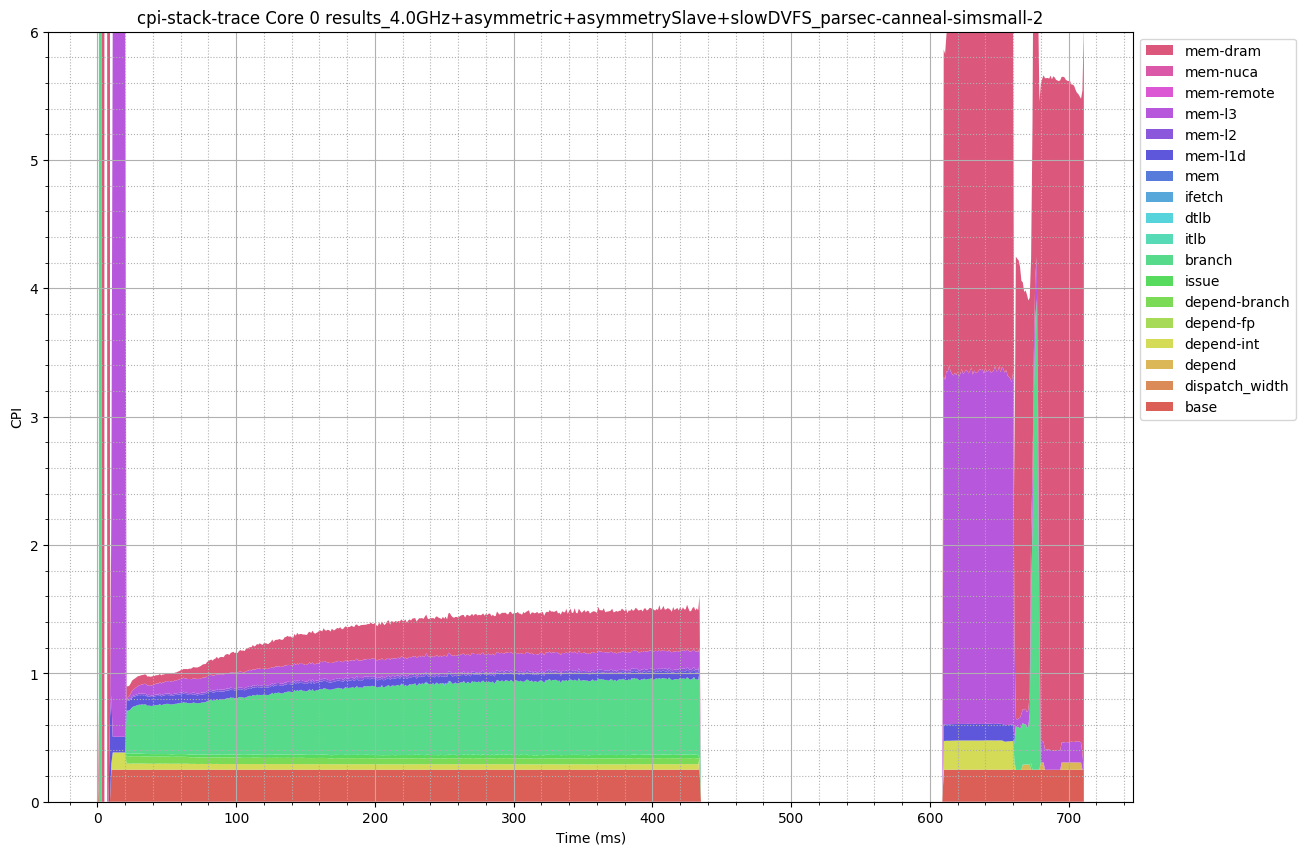 cpi-stack-trace Core 0 results_4.0GHz+asymmetric+asymmetrySlave+slowDVFS_parsec-canneal-simsmall-2
6
5
4
3
2
1
0
CPI
0 100 200 300 400 500 600 700
Time (ms)
mem-dram
mem-nuca
mem-remote
mem-l3
mem-l2
mem-l1d
mem
ifetch
dtlb
itlb
branch
issue
depend-branch
depend-fp
depend-int
depend
dispatch_width
base